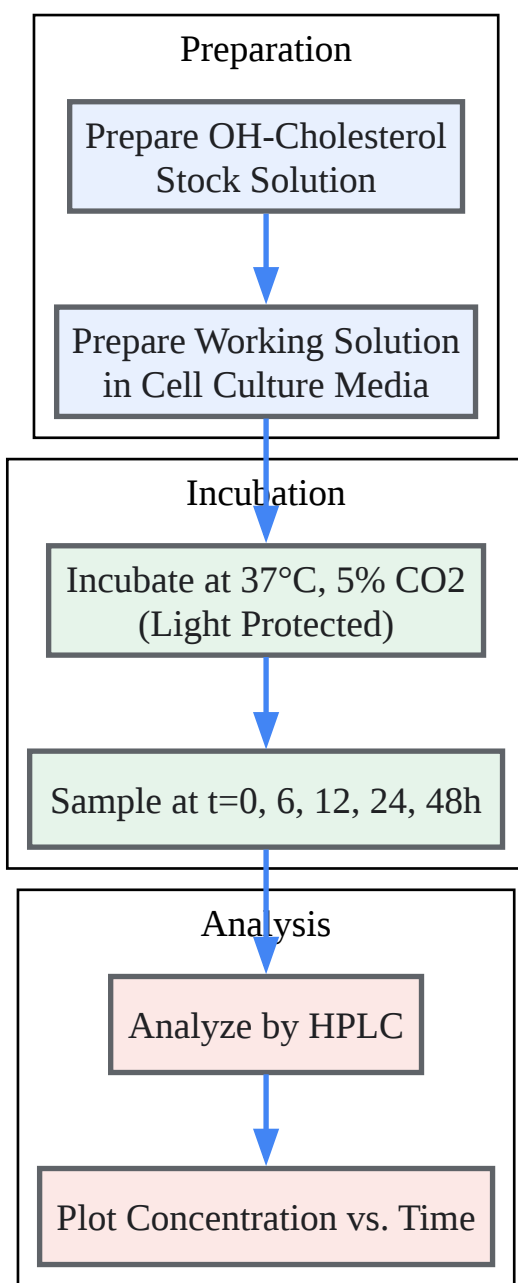 Preparation
Prepare OH-Cholesterol
Stock Solution
Prepare Working Solution
in Cell Culture Media
Incubation
Incubate at 37°C, 5% CO2
(Light Protected)
Sample at t=0, 6, 12, 24, 48h
Analysis
Analyze by HPLC
Plot Concentration vs. Time